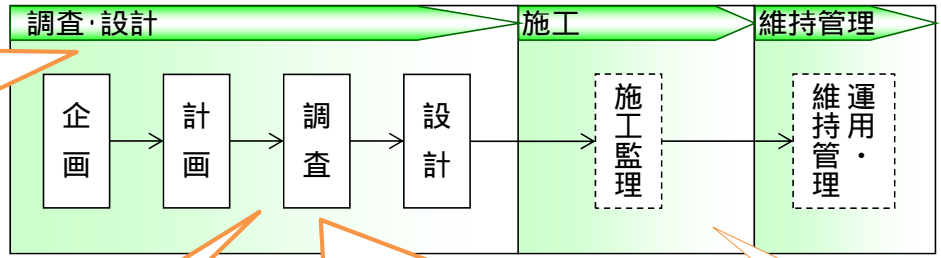 調査･設計
施工
維持管理
企画
計画
調査
設計
施工監理
運用・
維持管理